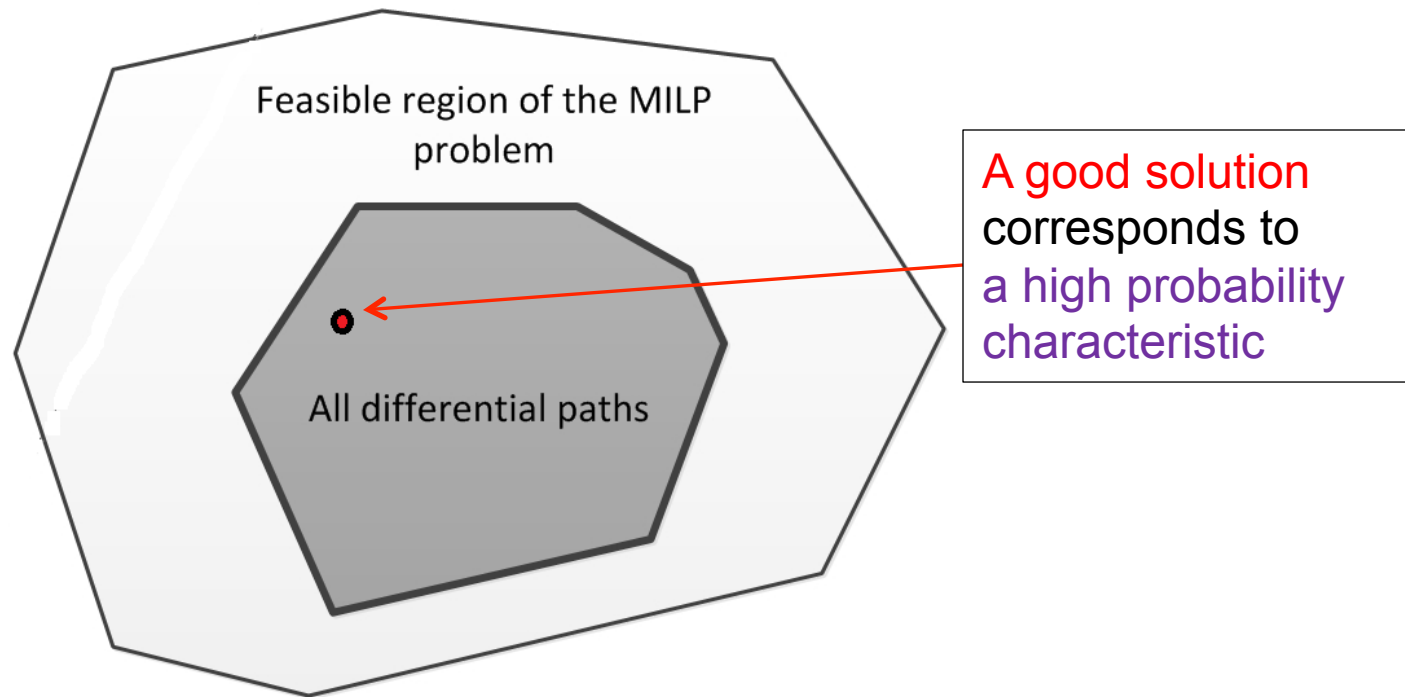 Feasible region of the MILP
problem
All differential paths
A good solution
corresponds to
a high probability
characteristic